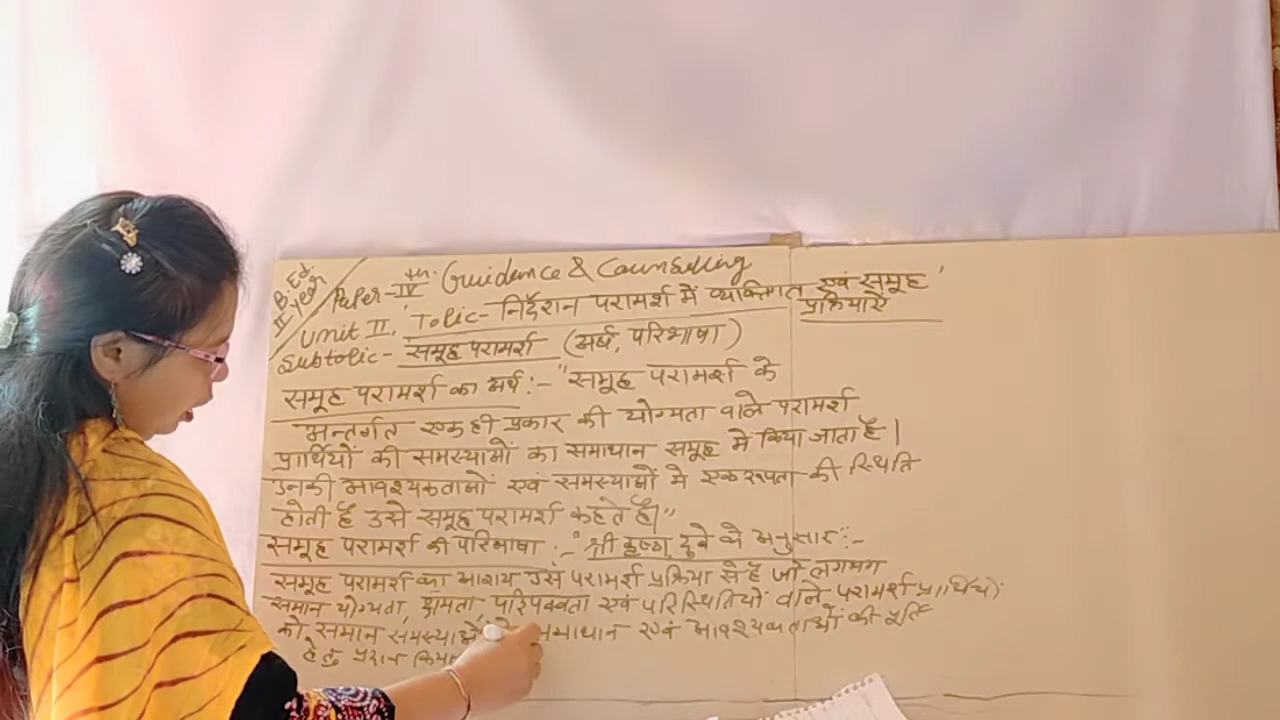 B.Ed.
II Year
Paper-IVth. Guidence & Counselling
Unit II. Topic- निर्देशन परामर्श में व्यक्तिगत एवं समूह
प्रक्रियाएं
Subtopic- समूह परामर्श (अर्थ, परिभाषा)
समूह परामर्श का अर्थ :- "समूह परामर्श के
अन्तर्गत एक ही प्रकार की योग्यता वाले परामर्श
प्रार्थियों की समस्याओं का समाधान समूह में किया जाता है।
उनकी आवश्यकताओं एवं समस्याओं मे एकरूपता की स्थिति
होती है उसे समूह परामर्श कहते है।"
समूह परामर्श की परिभाषा :- "श्री कृष्ण दुबे के अनुसार":-
समूह परामर्श का आशय उस परामर्श प्रक्रिया से है जो लगभग
समान योग्यता, क्षमता, परिपक्वता एवं परिस्थितियों वाले परामर्श प्रार्थियों
को समान समस्याओं समाधान एवं आवश्यकताओं की पूर्ति
हेतु प्रदान किया